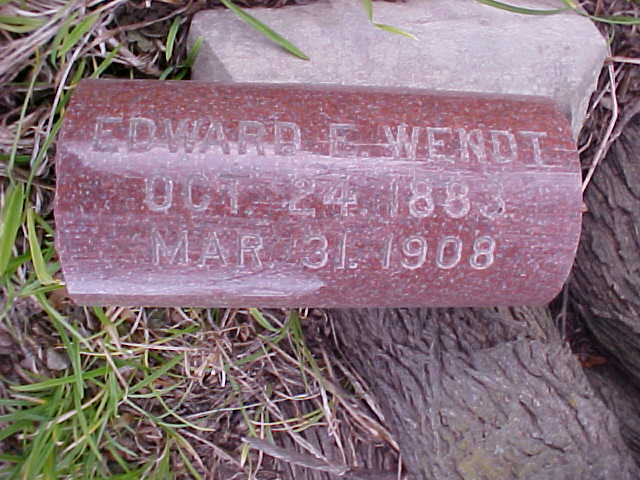 EDWARD F. WENDT
OCT. 24. 1883
MAR. 31. 1908